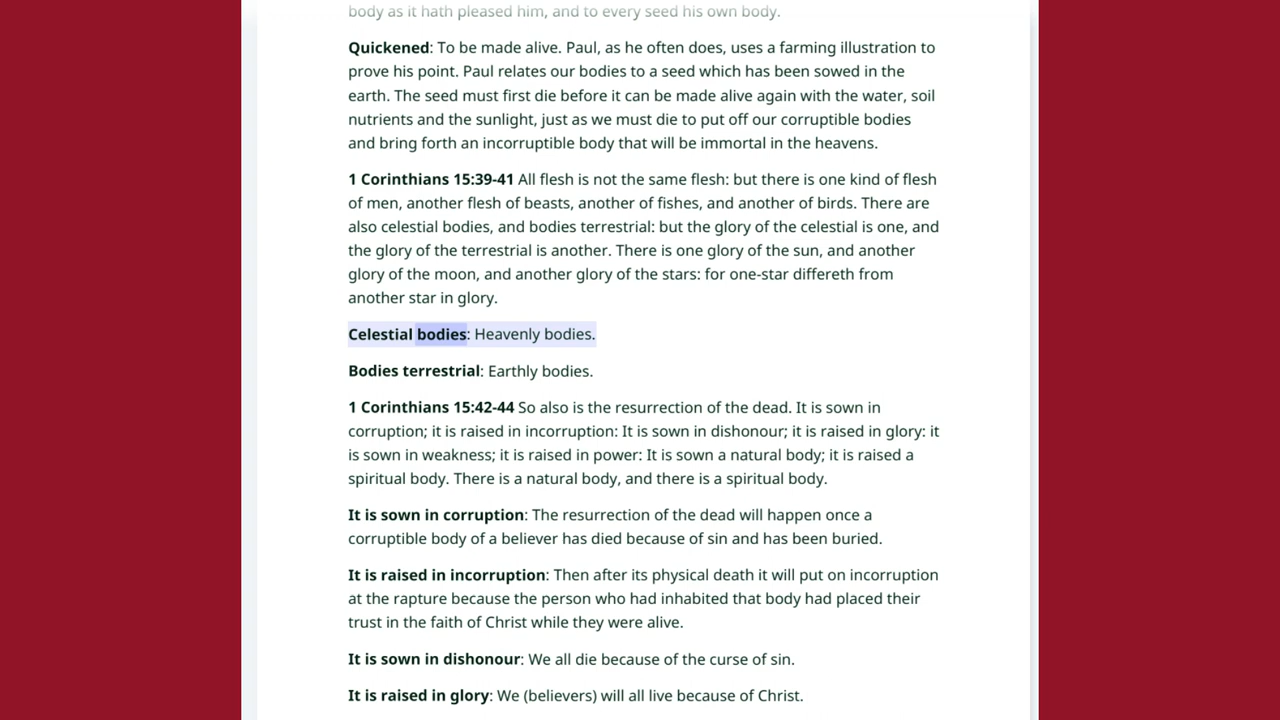 body as it hath pleased him, and to every seed his own body.
Quickened: To be made alive. Paul, as he often does, uses a farming illustration to
prove his point. Paul relates our bodies to a seed which has been sowed in the
earth. The seed must first die before it can be made alive again with the water, soil
nutrients and the sunlight, just as we must die to put off our corruptible bodies
and bring forth an incorruptible body that will be immortal in the heavens.
1 Corinthians 15:39-41 All flesh is not the same flesh: but there is one kind of flesh
of men, another flesh of beasts, another of fishes, and another of birds. There are
also celestial bodies, and bodies terrestrial: but the glory of the celestial is one, and
the glory of the terrestrial is another. There is one glory of the sun, and another
glory of the moon, and another glory of the stars: for one-star differeth from
another star in glory.
Celestial bodies: Heavenly bodies.
Bodies terrestrial: Earthly bodies.
1 Corinthians 15:42-44 So also is the resurrection of the dead. It is sown in
corruption; it is raised in incorruption: It is sown in dishonour; it is raised in glory: it
is sown in weakness; it is raised in power: It is sown a natural body; it is raised a
spiritual body. There is a natural body, and there is a spiritual body.
It is sown in corruption: The resurrection of the dead will happen once a
corruptible body of a believer has died because of sin and has been buried.
It is raised in incorruption: Then after its physical death it will put on incorruption
at the rapture because the person who had inhabited that body had placed their
trust in the faith of Christ while they were alive.
It is sown in dishonour: We all die because of the curse of sin.
It is raised in glory: We (believers) will all live because of Christ.